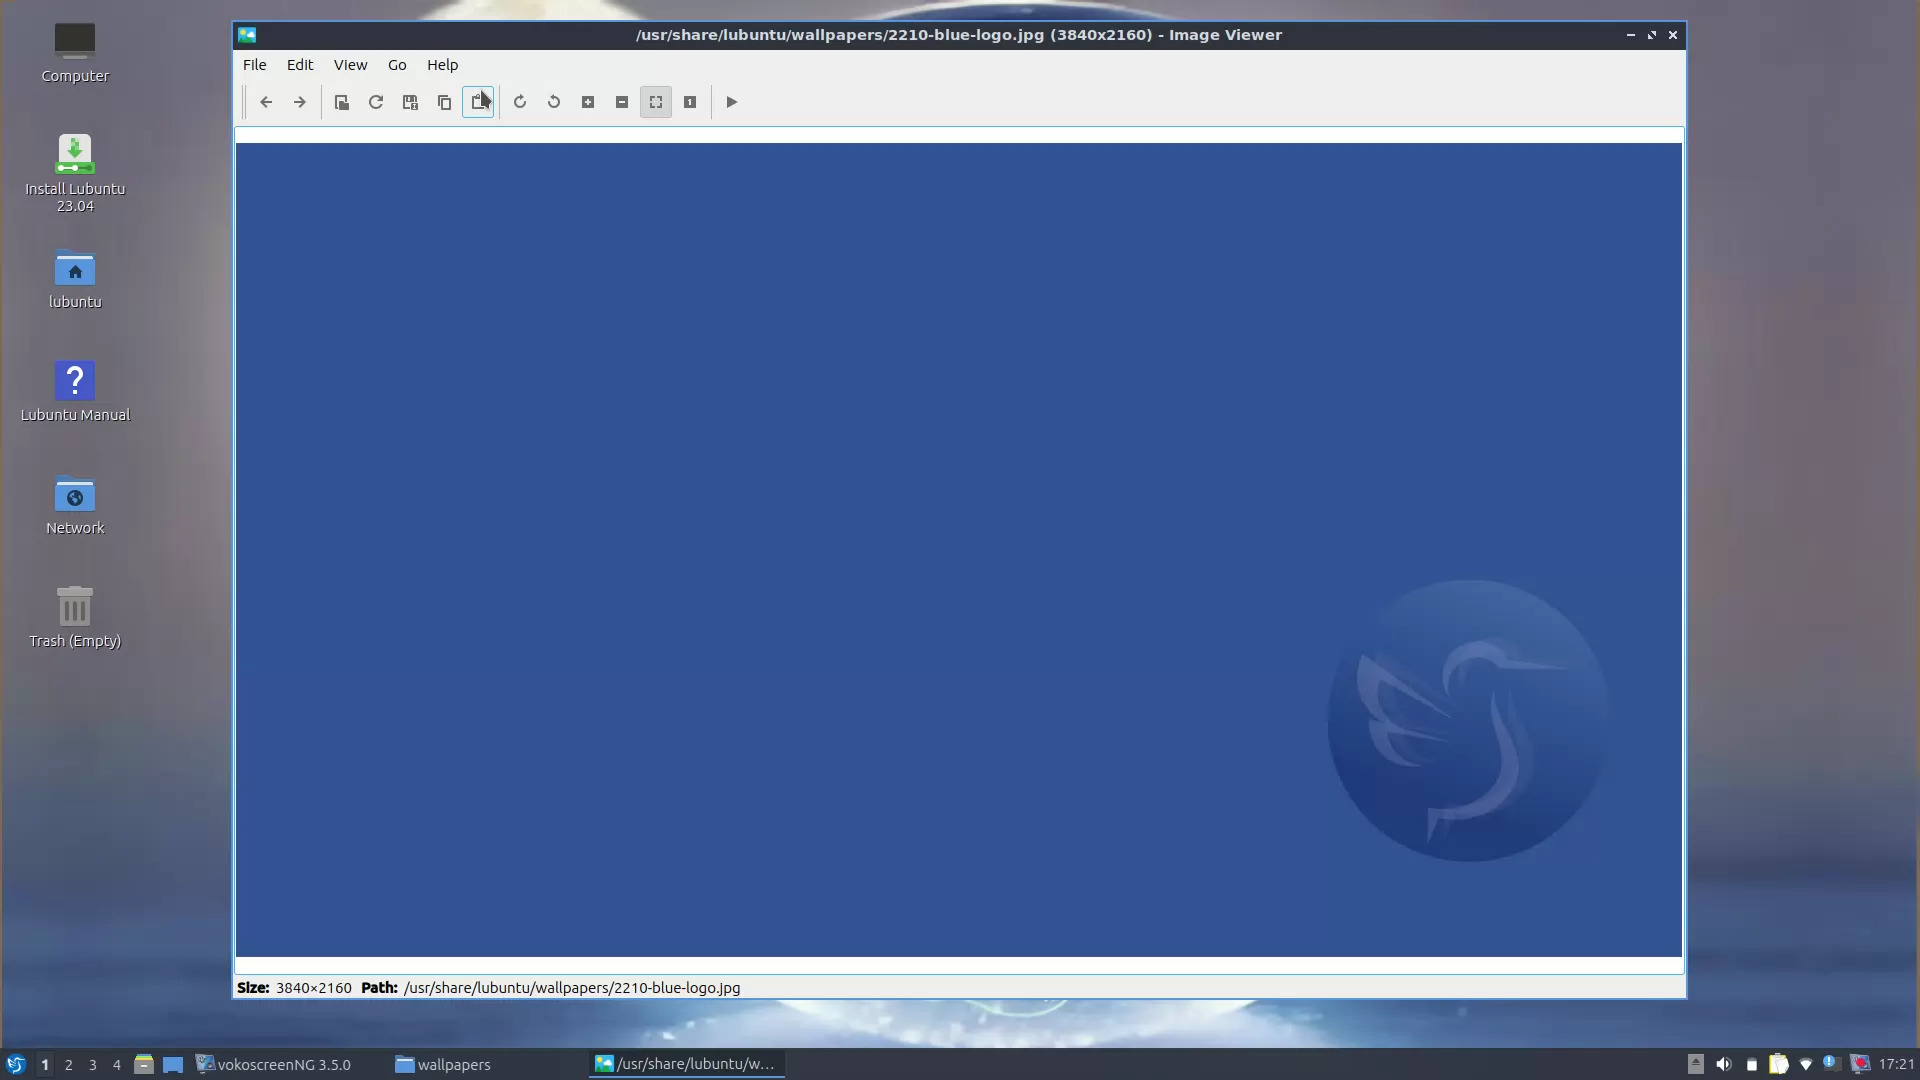 /usr/share/lubuntu/wallpapers/2210-blue-logo.jpg (3840x2160) - Image Viewer
File Edit View Go Help
Computer
Install Lubuntu
23.04
lubuntu
Lubuntu Manual
Network
Trash (Empty)
Size: 3840×2160 Path: /usr/share/lubuntu/wallpapers/2210-blue-logo.jpg
1 2 3 4 vokoscreenNG 3.5.0 wallpapers /usr/share/lubuntu/w... 17:21